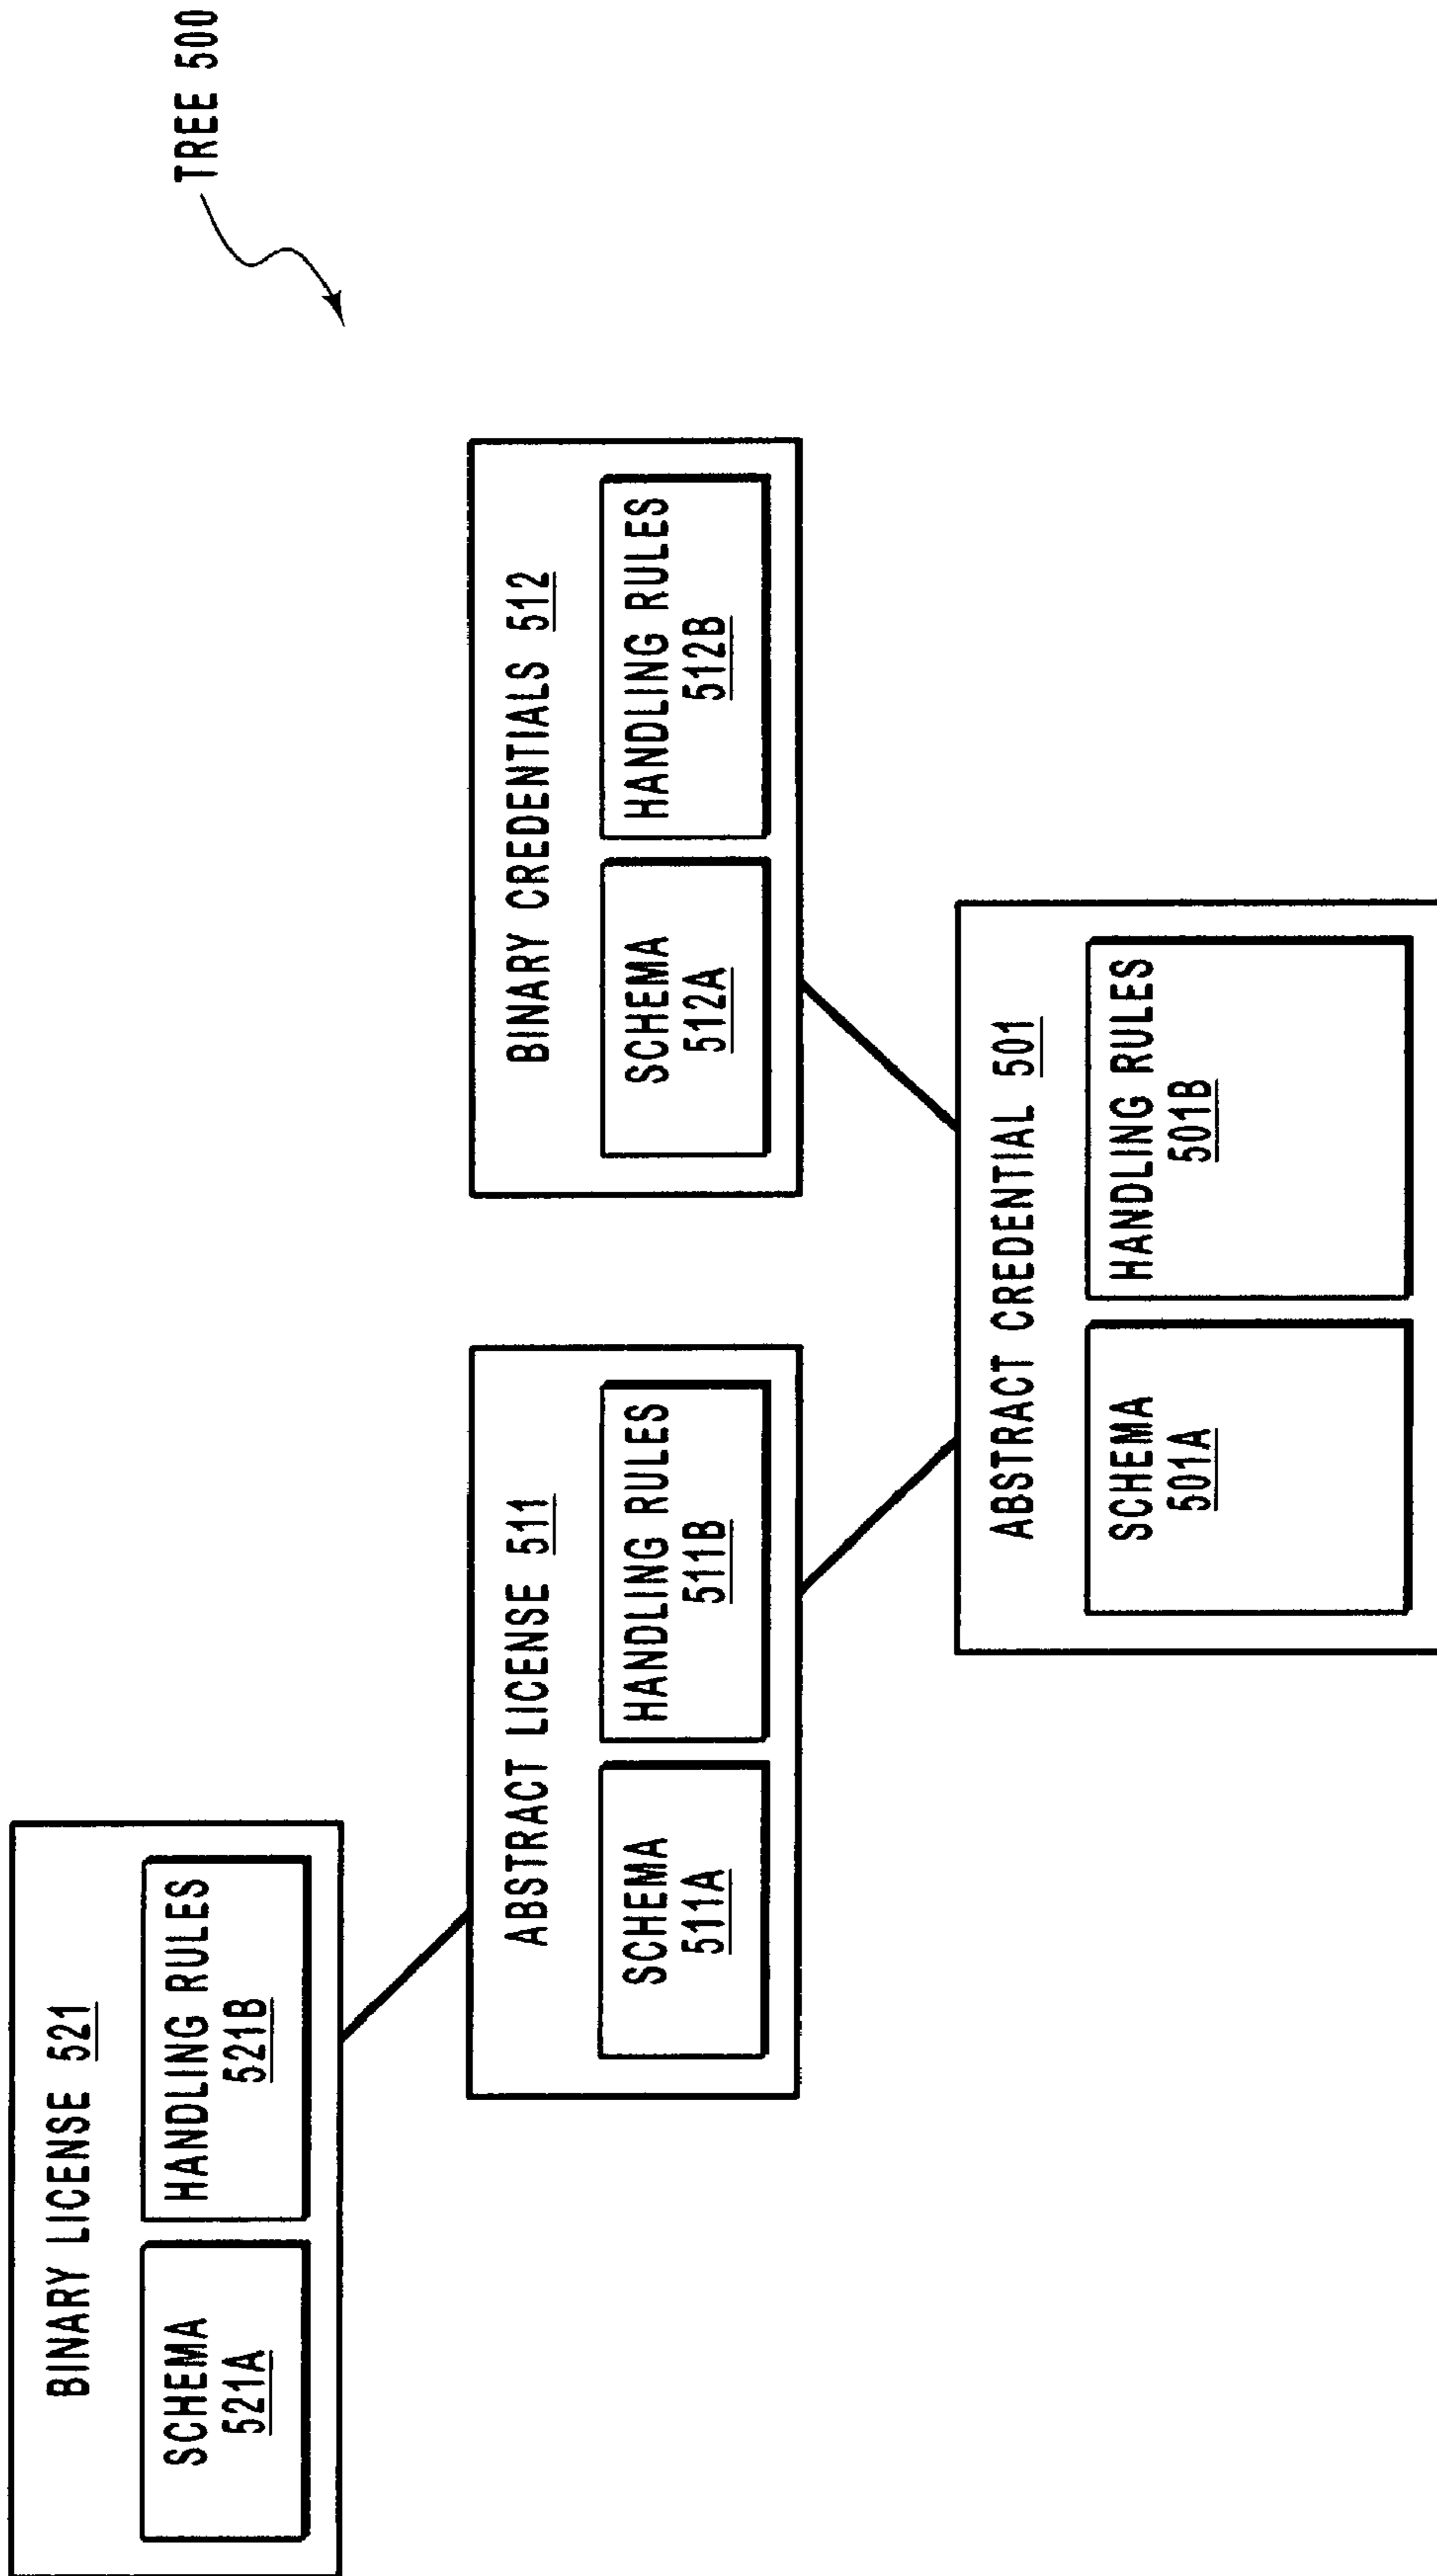 TREE 500
BINARY LICENSE 521
SCHEMA
521A
HANDLING RULES
521B
ABSTRACT LICENSE 511
SCHEMA
511A
HANDLING RULES
511B
BINARY CREDENTIALS 512
SCHEMA
512A
HANDLING RULES
512B
ABSTRACT CREDENTIAL 501
SCHEMA
501A
HANDLING RULES
501B